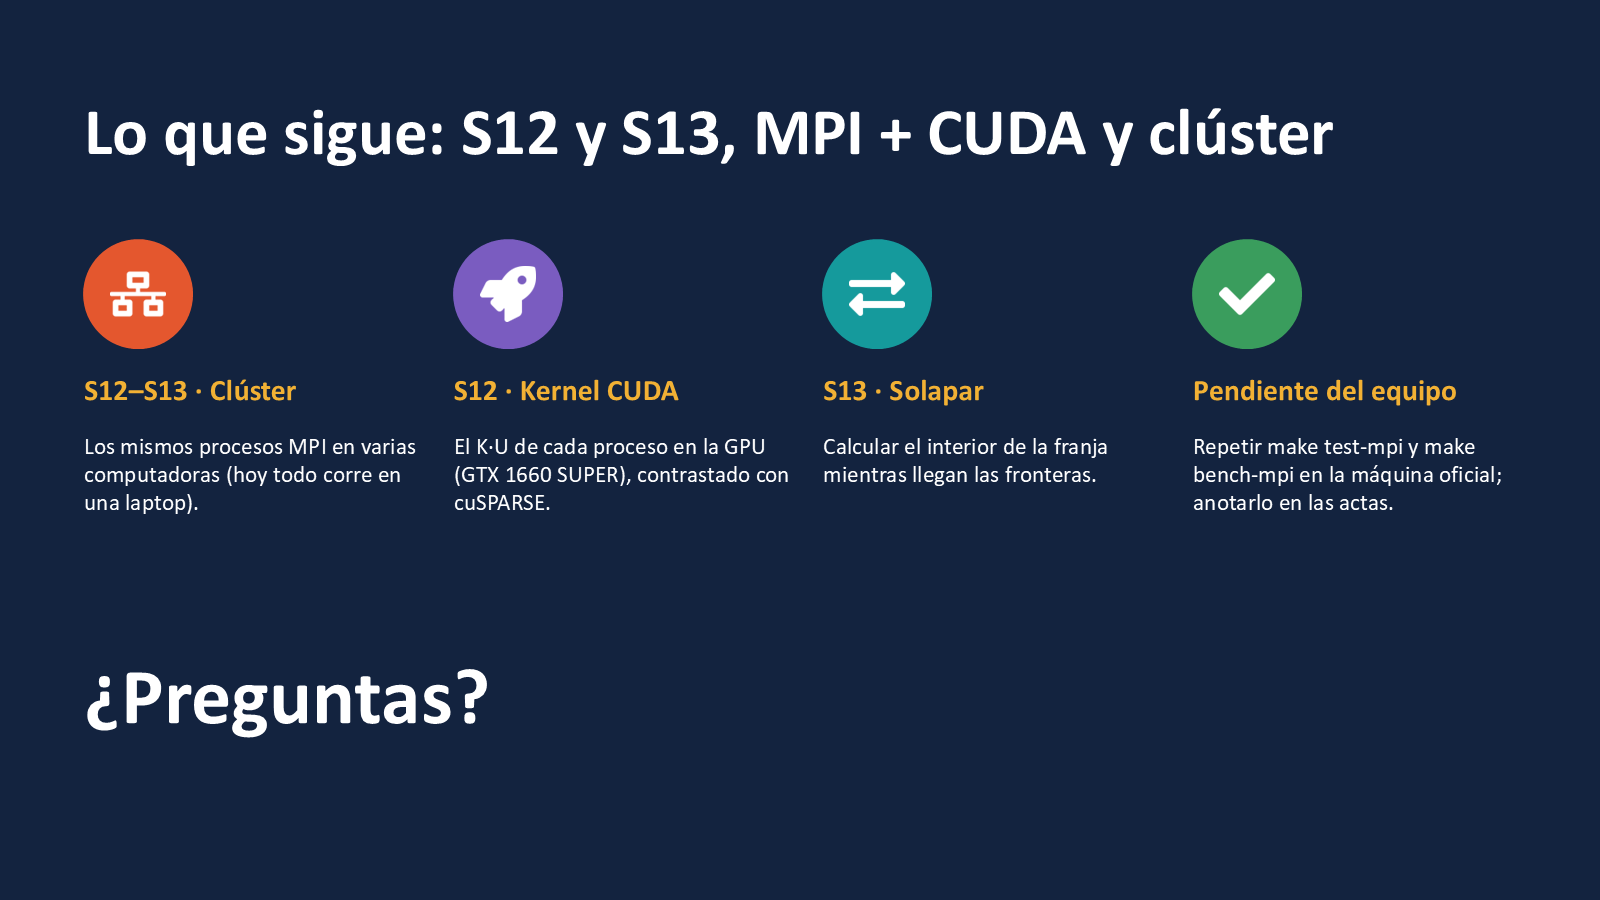 Lo que sigue: S12 y S13, MPI + CUDA y clúster
S12–S13 · Clúster
Los mismos procesos MPI en varias
computadoras (hoy todo corre en
una laptop).
S12 · Kernel CUDA
El K·U de cada proceso en la GPU
(GTX 1660 SUPER), contrastado con
cuSPARSE.
S13 · Solapar
Calcular el interior de la franja
mientras llegan las fronteras.
Pendiente del equipo
Repetir make test-mpi y make
bench-mpi en la máquina oficial;
anotarlo en las actas.
¿Preguntas?